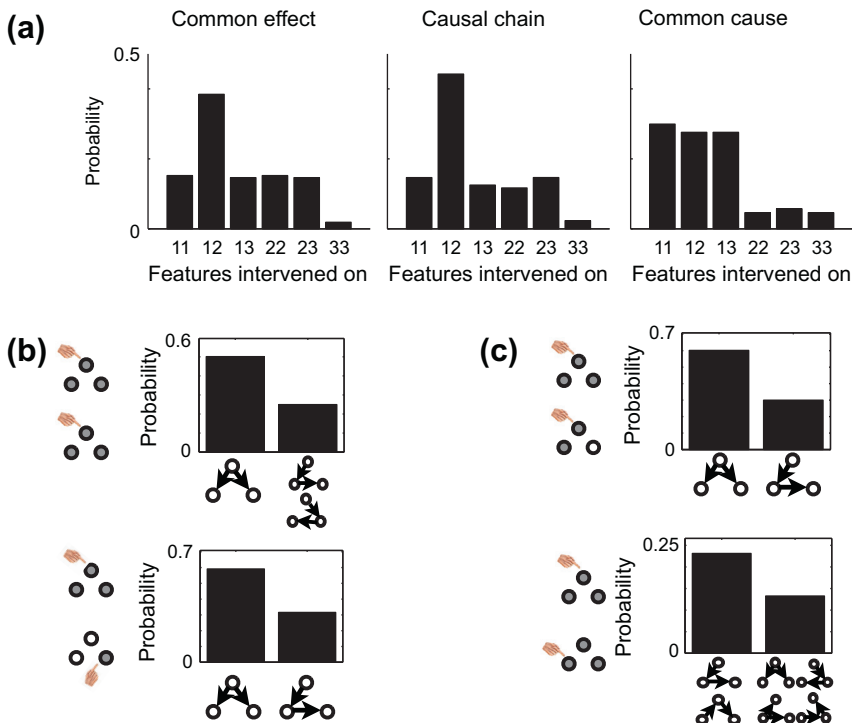 (a)
Common effect
Causal chain
Common cause
Probability
0.5
0
11 12 13 22 23 33
11 12 13 22 23 33
11 12 13 22 23 33
Features intervened on
Features intervened on
Features intervened on
(b)
Probability
0.6
0
Probability
0.7
0
(c)
Probability
0.7
0
Probability
0.25
0